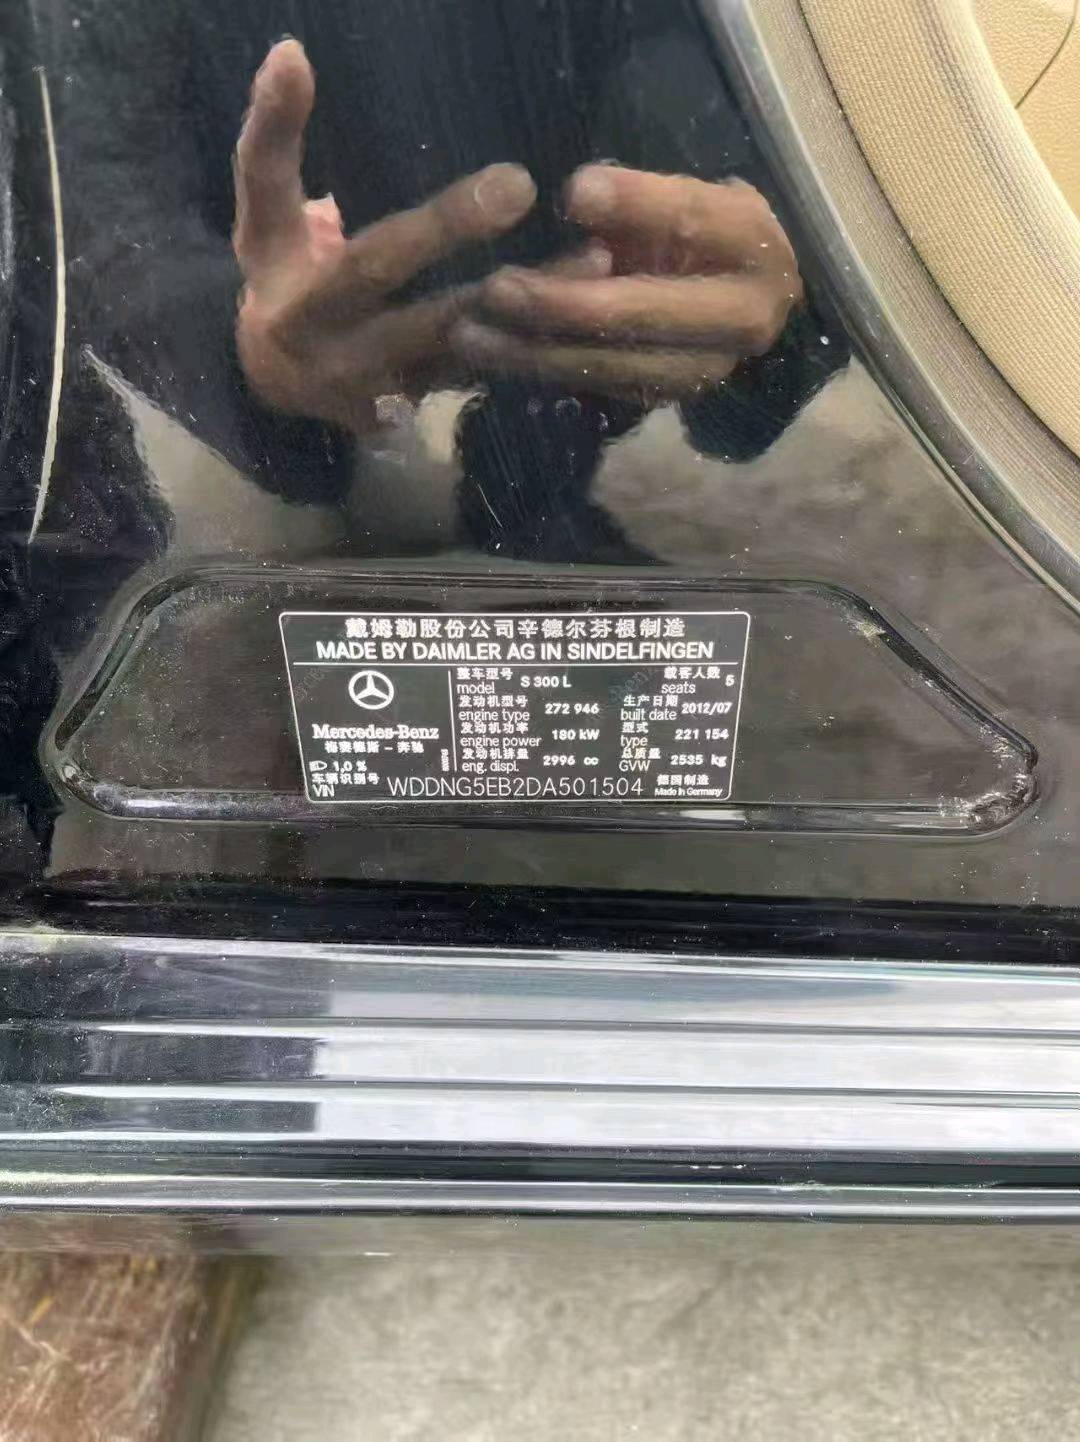 戴姆勒股份公司辛德尔芬根制造
MADE BY DAIMLER AG IN SINDELFINGEN
整车型号
model
S 300 L
载客人数
seats
5
发动机型号
engine type
272 946
生产日期
built date
2012/07
发动机功率
engine power
180 kW
型式
type
221 154
发动机排量
eng. displ.
2996 cc
总质量
GVW
2535 kg
Mercedes-Benz
梅赛德斯 - 奔驰
1,0 %
车辆识别号
VIN
WDDNG5EB2DA501504
德国制造
Made in Germany